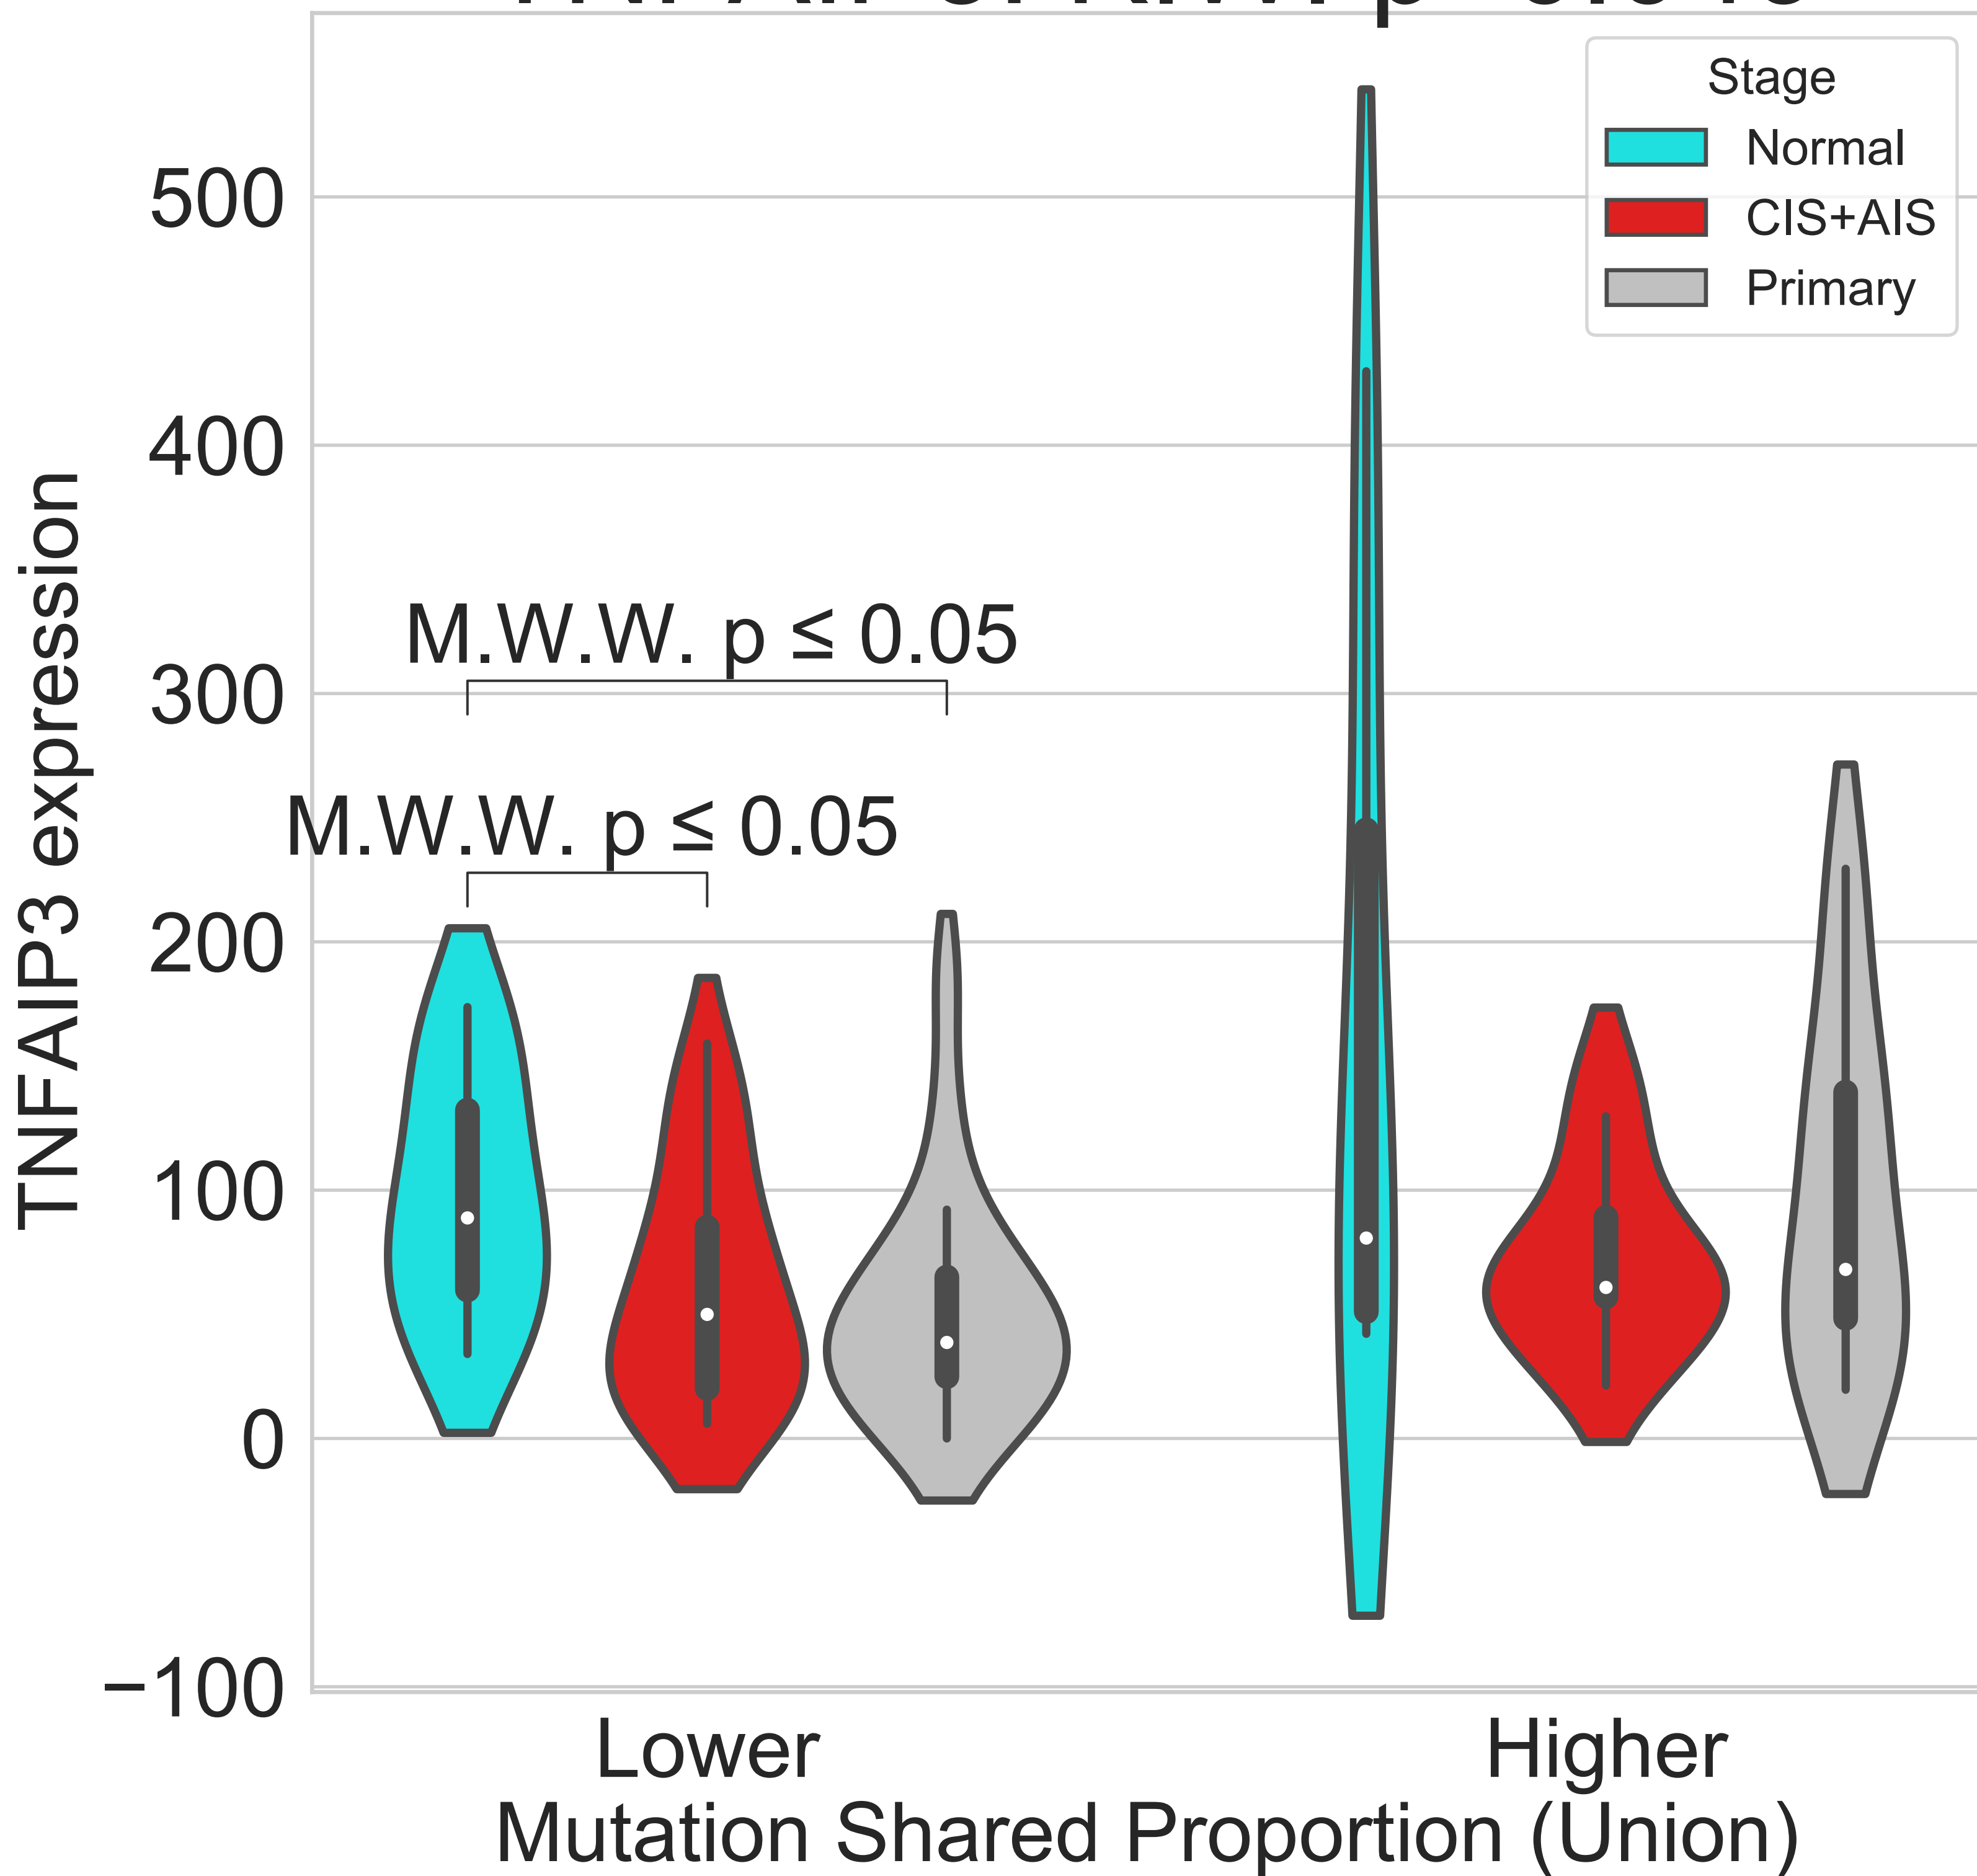 Stage
Normal
CIS+AIS
Primary
500
400
300
200
100
0
−100
TNFAIP3 expression
M.W.W. p ≤ 0.05
M.W.W. p ≤ 0.05
Lower
Higher
Mutation Shared Proportion (Union)